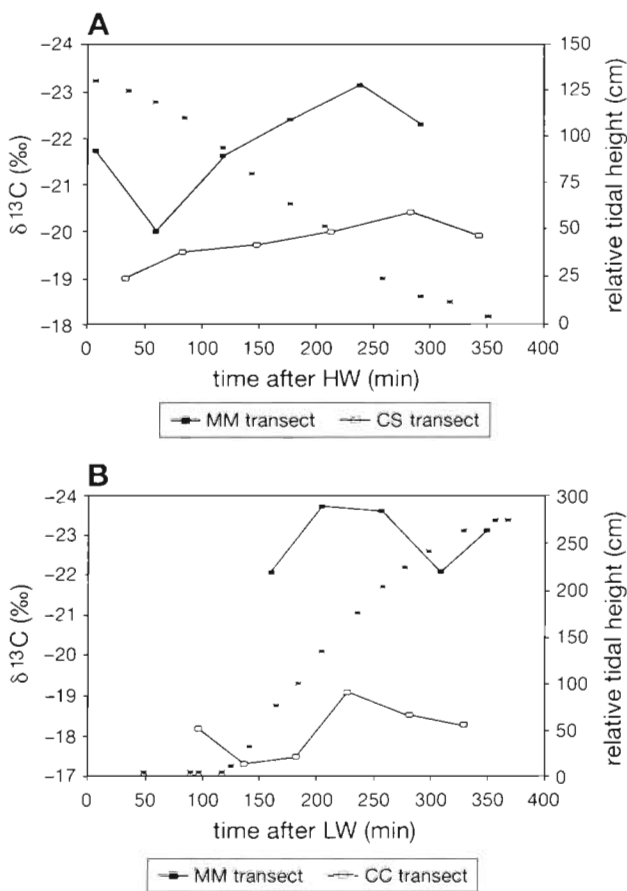 A
δ 13C (‰)
-24
-23
-22
-21
-20
-19
-18
150
125
100
75
50
25
0
relative tidal height (cm)
0 50 100 150 200 250 300 350 400
time after HW (min)
MM transect CS transect
B
δ 13C (‰)
-24
-23
-22
-21
-20
-19
-18
-17
300
250
200
150
100
50
0
relative tidal height (cm)
0 50 100 150 200 250 300 350 400
time after LW (min)
MM transect CC transect